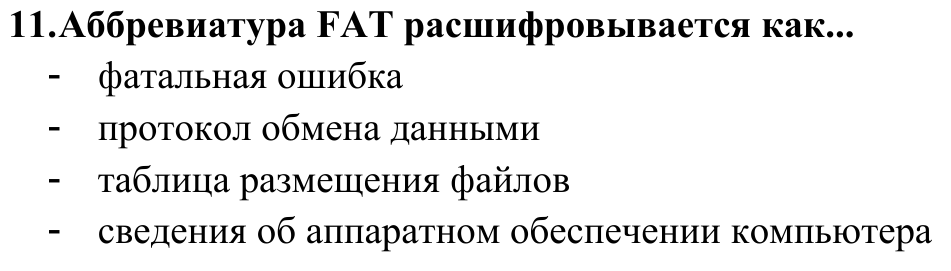 11.Аббревиатура FAT расшифровывается как...
- фатальная ошибка
- протокол обмена данными
- таблица размещения файлов
- сведения об аппаратном обеспечении компьютера